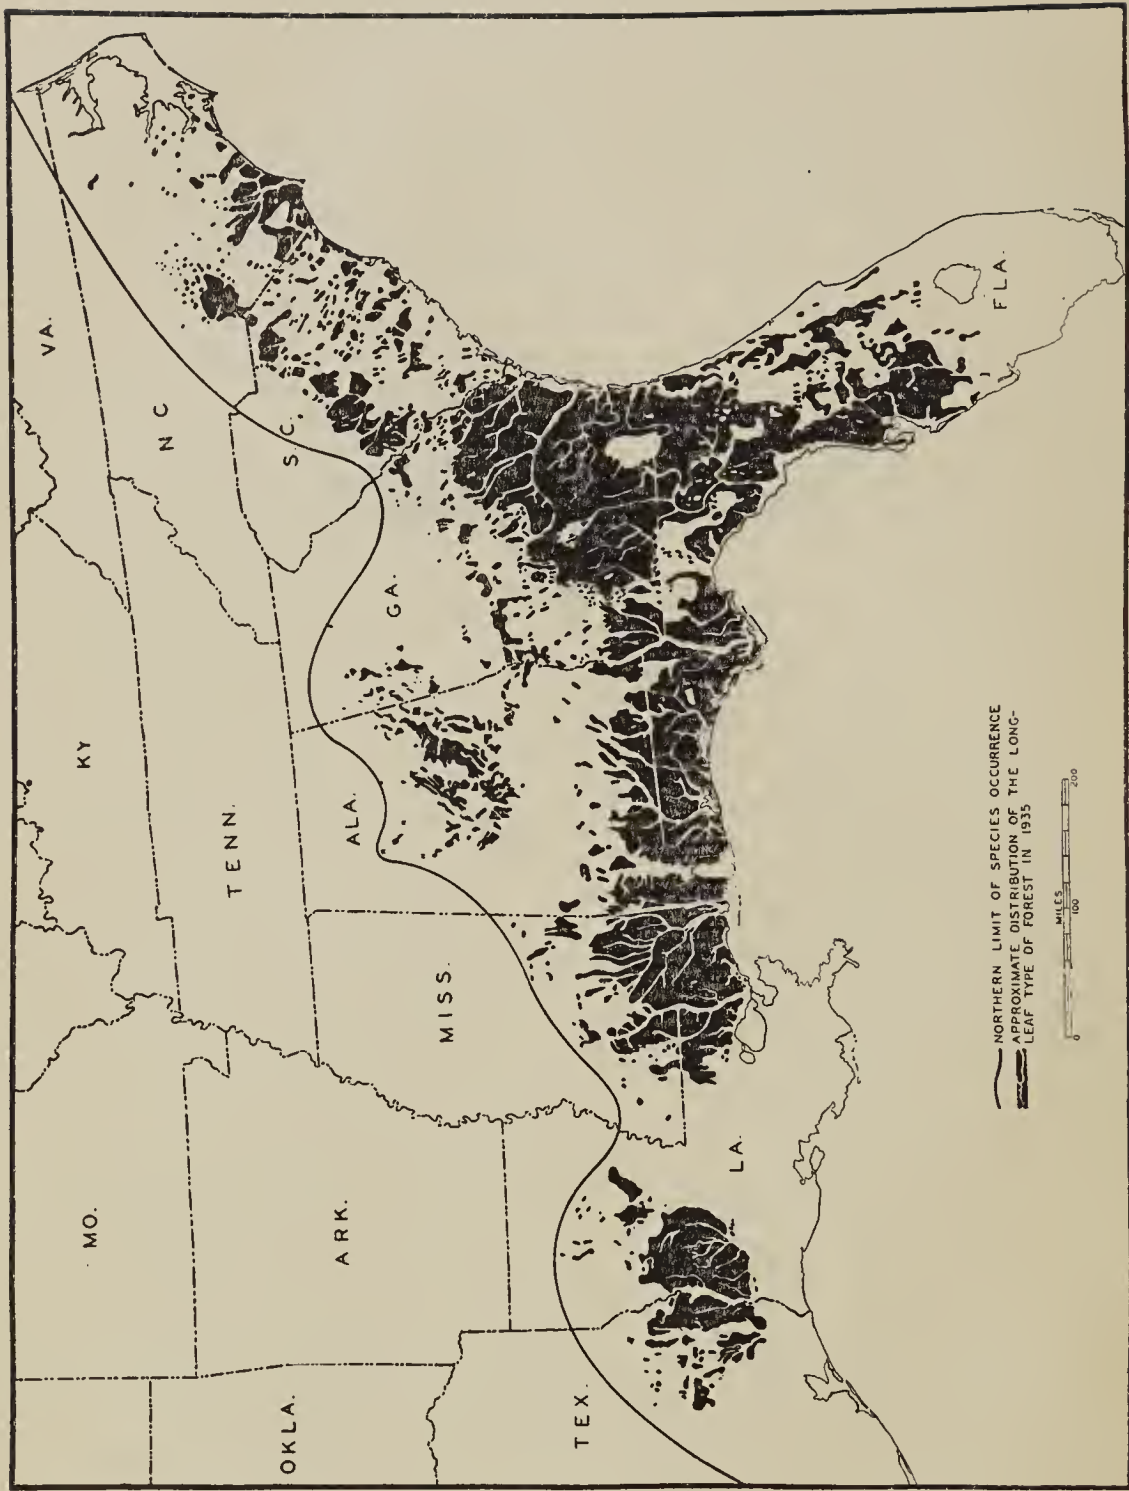 VA.
N C
S. C.
KY
TENN.
GA.
ALA.
FLA.
MISS.
MO.
ARK.
LA.
OKLA.
TEX.
NORTHERN LIMIT OF SPECIES OCCURRENCE
APPROXIMATE DISTRIBUTION OF THE LONG-
LEAF TYPE OF FOREST IN 1935
MILES
0 100 200